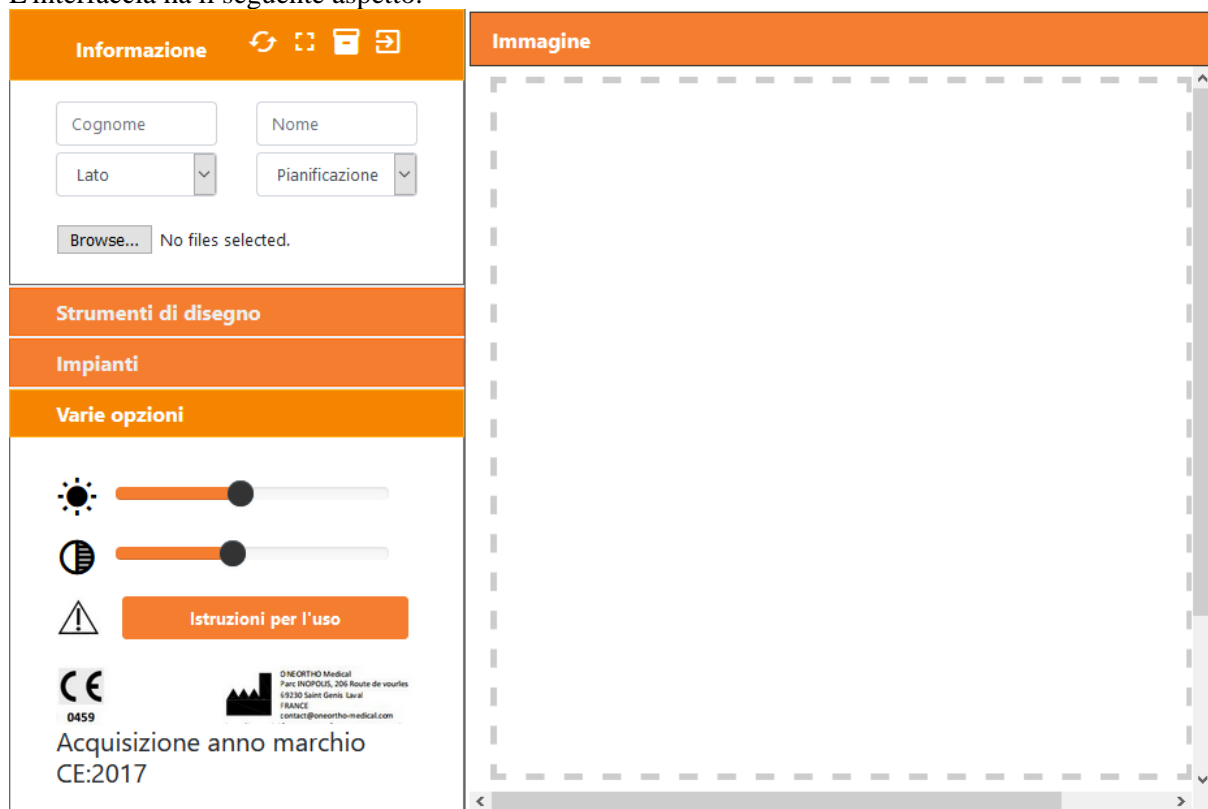 L'interfaccia ha il seguente aspetto:
Informazione
Cognome
Nome
Lato
Pianificazione
Browse... No files selected.
Strumenti di disegno
Impianti
Varie opzioni
Istruzioni per l'uso
CE
0459
ONEORTHO Medical
Parc INOPOLIS, 206 Route de vourles
69230 Saint Genis Laval
FRANCE
contact@oneortho-medical.com
Acquisizione anno marchio
CE:2017
Immagine